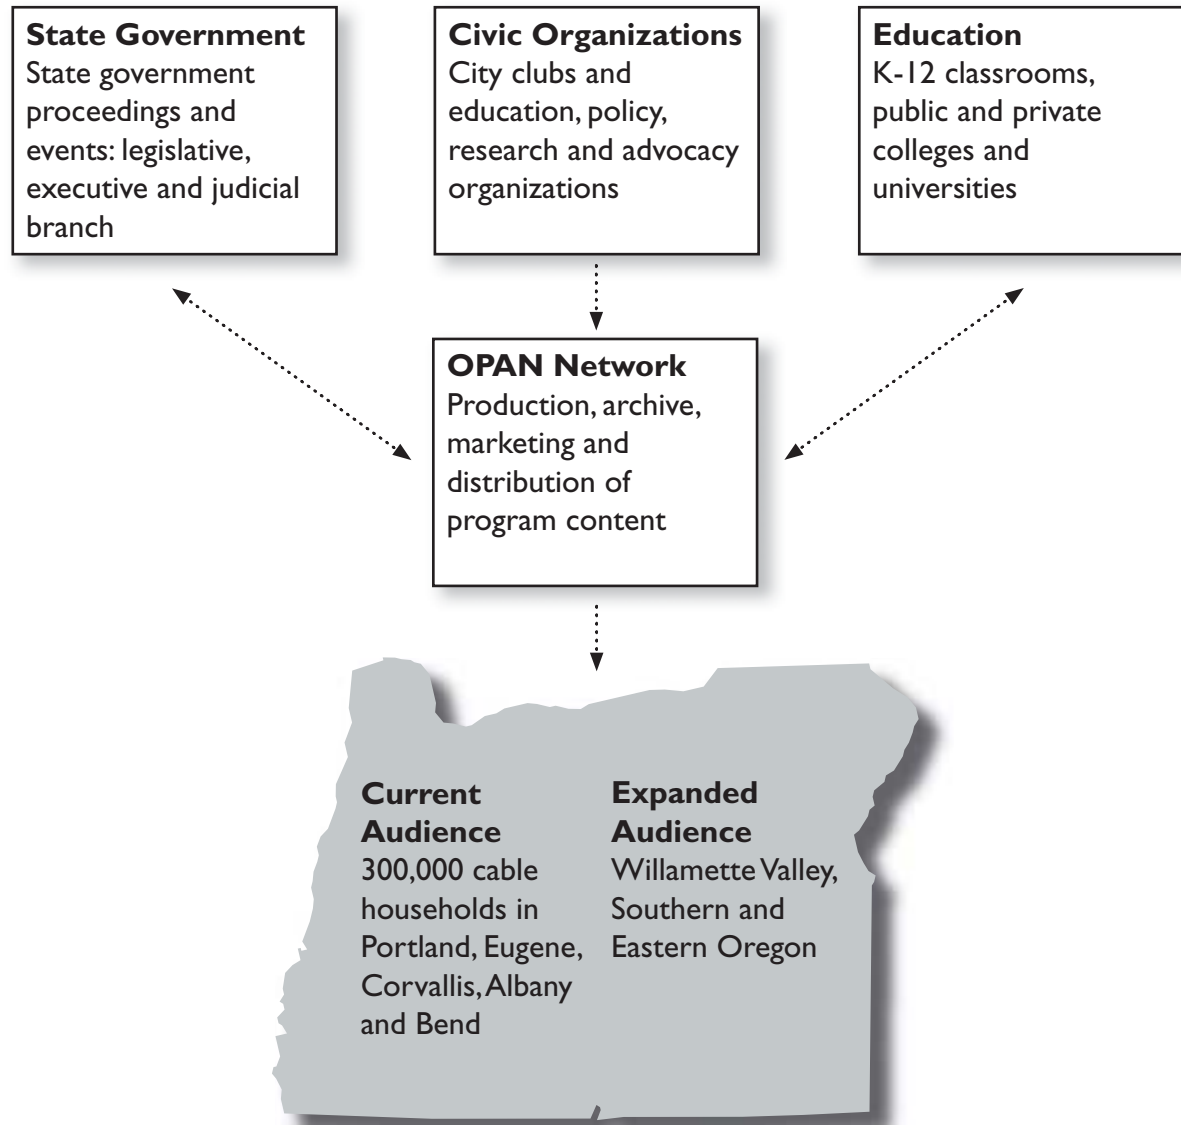 State Government
State government
proceedings and
events: legislative,
executive and judicial
branch
Civic Organizations
City clubs and
education, policy,
research and advocacy
organizations
Education
K-12 classrooms,
public and private
colleges and
universities
OPAN Network
Production, archive,
marketing and
distribution of
program content
Current
Audience
300,000 cable
households in
Portland, Eugene,
Corvallis, Albany
and Bend
Expanded
Audience
Willamette Valley,
Southern and
Eastern Oregon